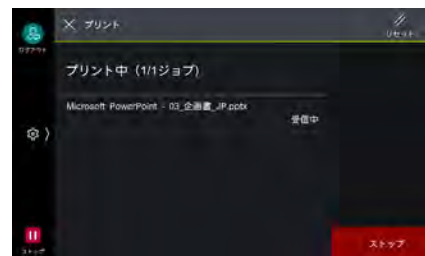 プリント
リセット
ログアウト
プリント中 (1/1ジョブ)
Microsoft PowerPoint - 03_企画書_JP.pptx
受信中
ストップ
ストップ